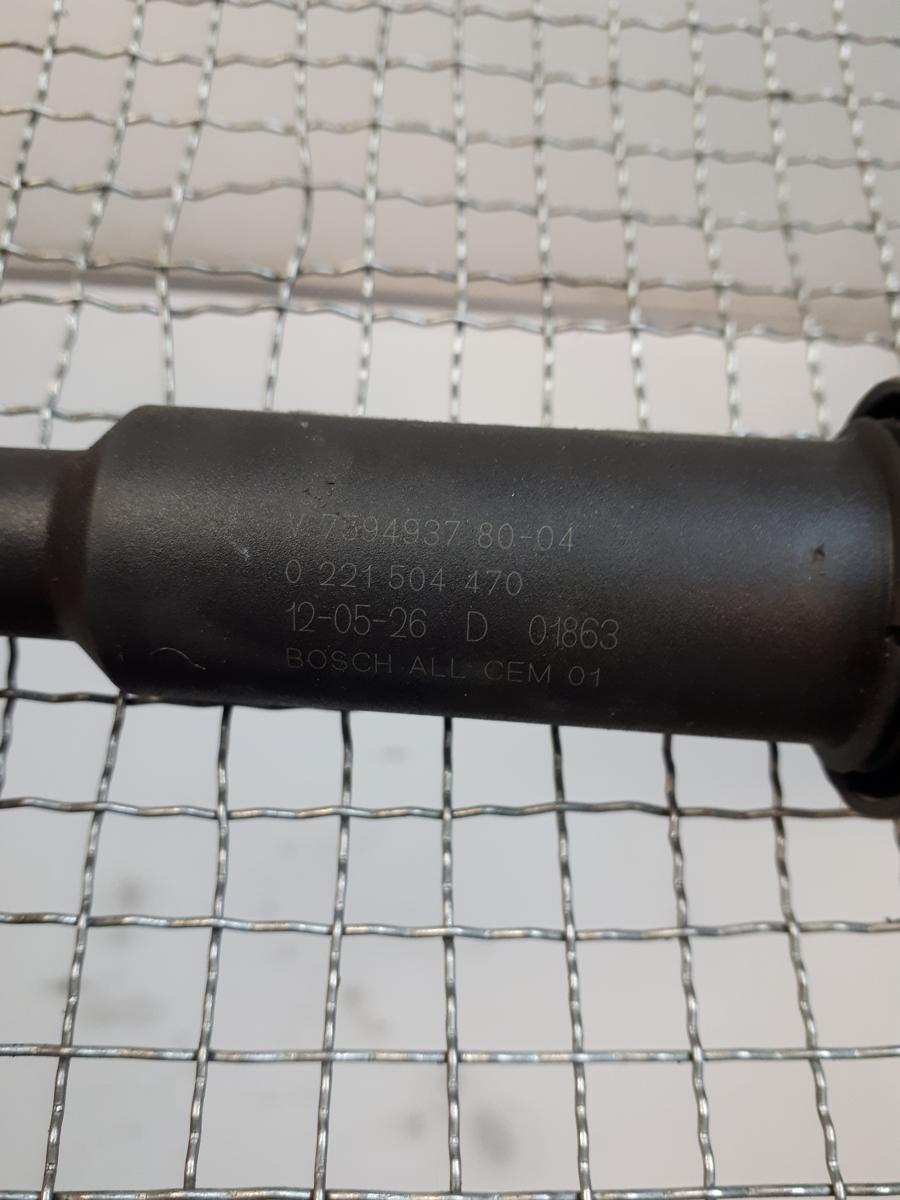 V 7594937 80-04
0 221 504 470
12-05-26 D 01863
BOSCH ALL CEM 01